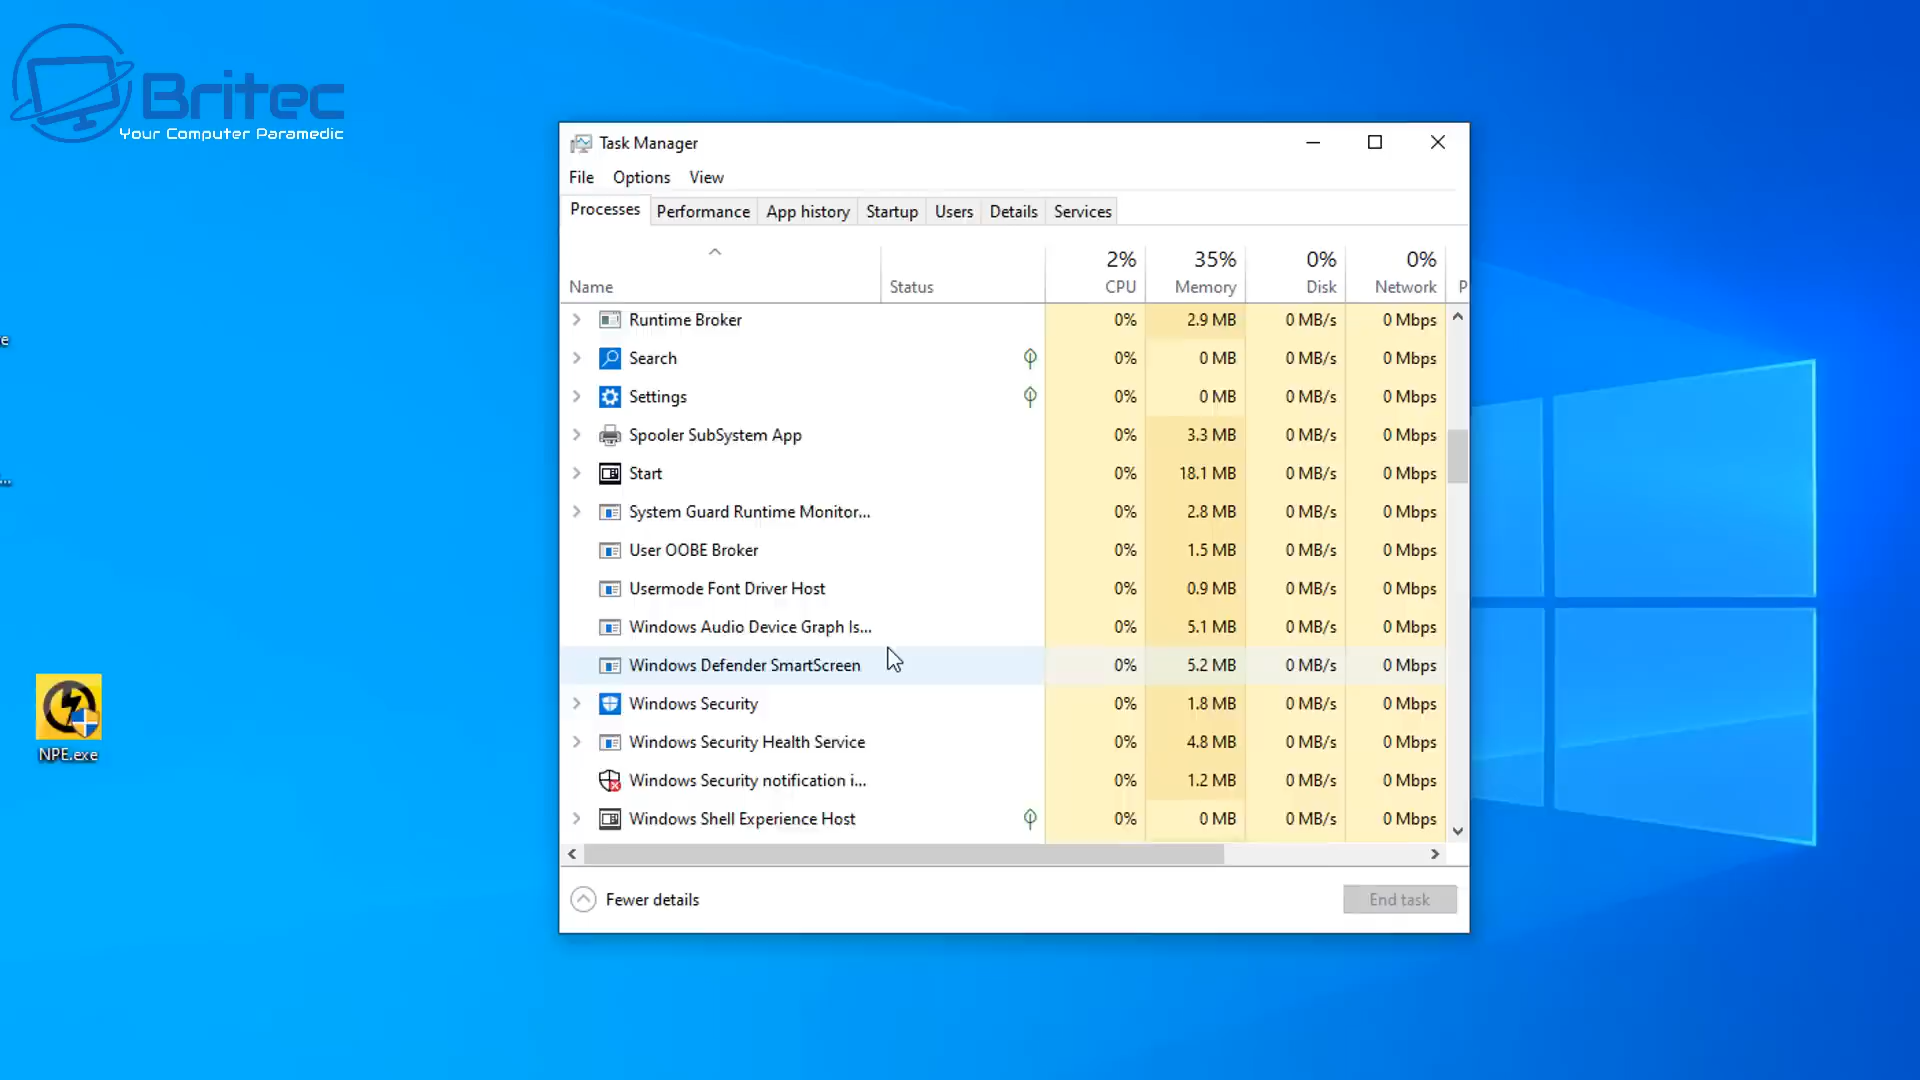 Britec
Your Computer Paramedic
Task Manager
File Options View
Processes Performance App history Startup Users Details Services
2% 35% 0% 0%
Name Status CPU Memory Disk Network P
Runtime Broker 0% 2.9 MB 0 MB/s 0 Mbps
Search 0% 0 MB 0 MB/s 0 Mbps
Settings 0% 0 MB 0 MB/s 0 Mbps
Spooler SubSystem App 0% 3.3 MB 0 MB/s 0 Mbps
Start 0% 18.1 MB 0 MB/s 0 Mbps
System Guard Runtime Monitor... 0% 2.8 MB 0 MB/s 0 Mbps
User OOBE Broker 0% 1.5 MB 0 MB/s 0 Mbps
Usermode Font Driver Host 0% 0.9 MB 0 MB/s 0 Mbps
Windows Audio Device Graph Is... 0% 5.1 MB 0 MB/s 0 Mbps
Windows Defender SmartScreen 0% 5.2 MB 0 MB/s 0 Mbps
Windows Security 0% 1.8 MB 0 MB/s 0 Mbps
Windows Security Health Service 0% 4.8 MB 0 MB/s 0 Mbps
Windows Security notification i... 0% 1.2 MB 0 MB/s 0 Mbps
Windows Shell Experience Host 0% 0 MB 0 MB/s 0 Mbps
Fewer details End task
e
...
NPE.exe